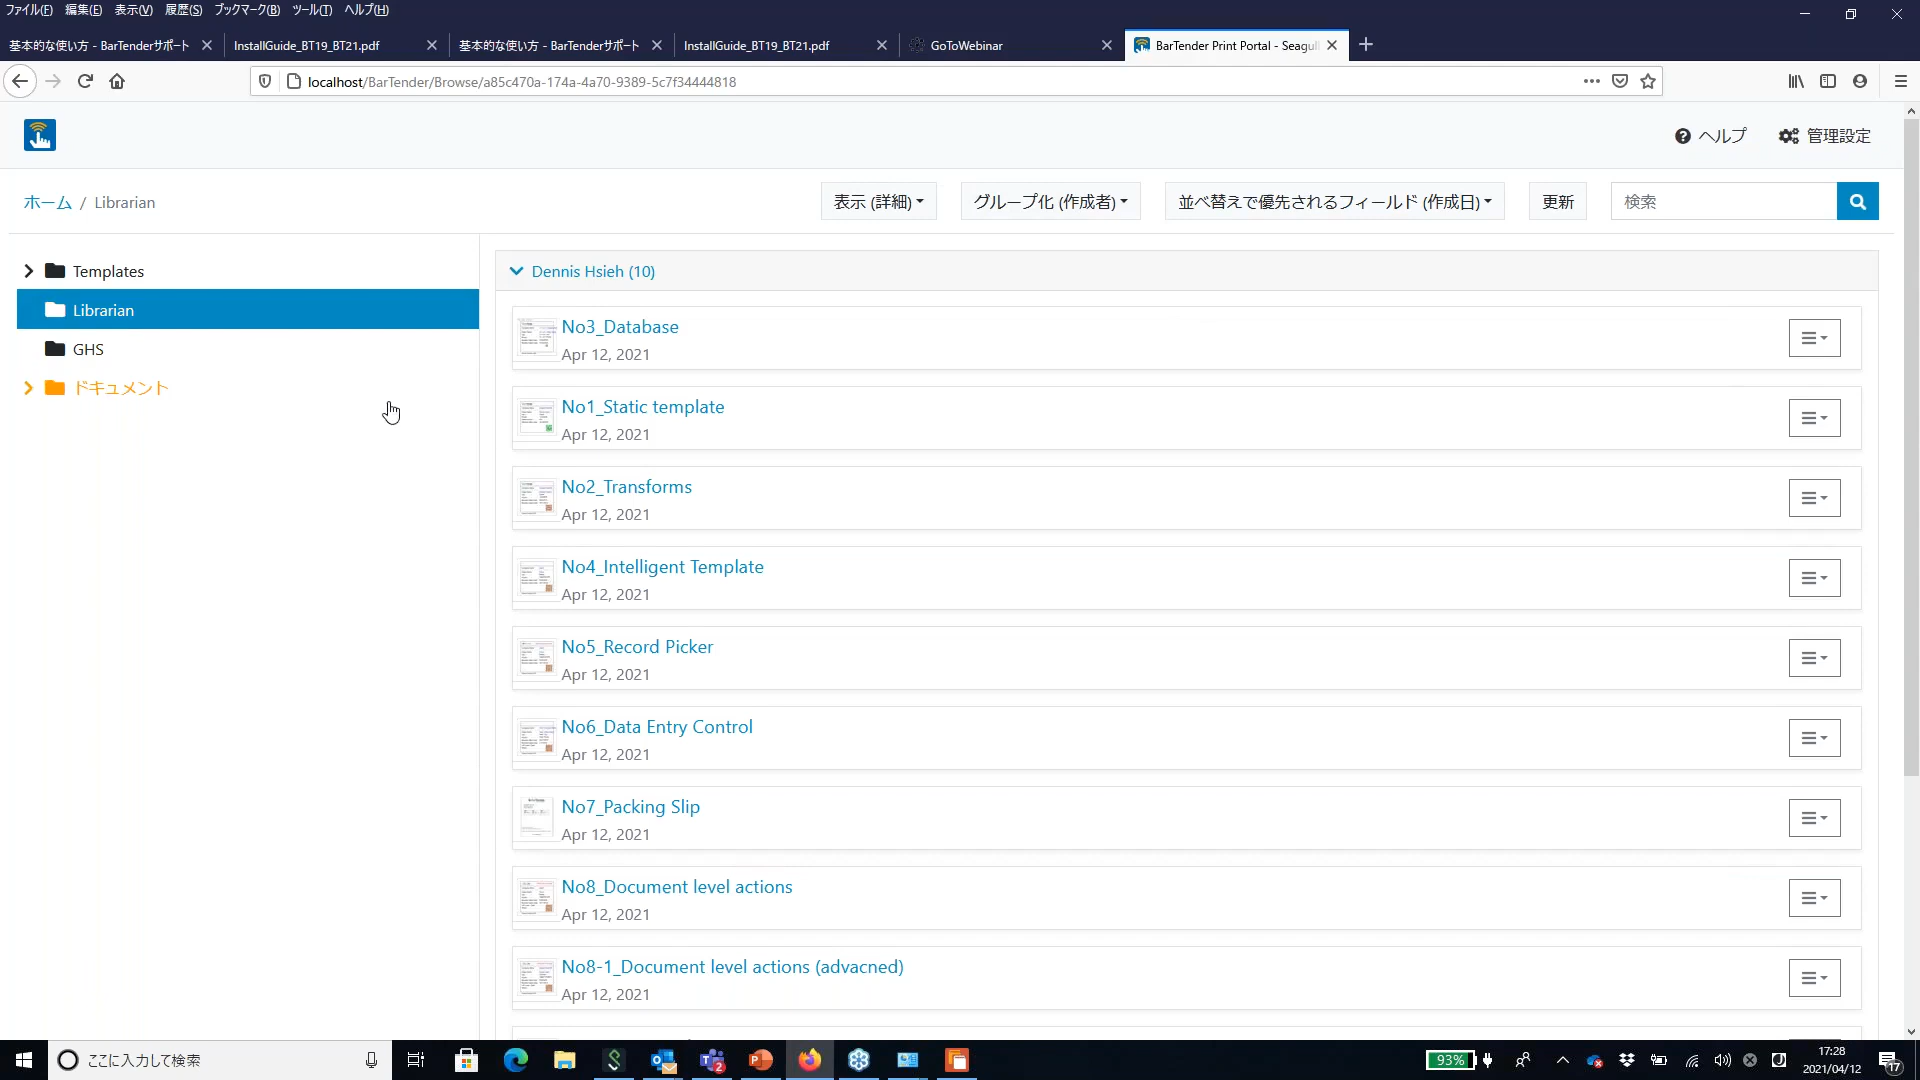 ファイル(F) 編集(E) 表示(V) 履歴(S) ブックマーク(B) ツール(T) ヘルプ(H)
基本的な使い方 - BarTenderサポート InstallGuide_BT19_BT21.pdf 基本的な使い方 - BarTenderサポート InstallGuide_BT19_BT21.pdf GoToWebinar BarTender Print Portal - Seagull
localhost/BarTender/Browse/a85c470a-174a-4a70-9389-5c7f34444818
ヘルプ 管理設定
ホーム / Librarian 表示 (詳細) グループ化 (作成者) 並べ替えで優先されるフィールド (作成日) 更新 検索
Templates
Librarian
GHS
ドキュメント
Dennis Hsieh (10)
No3_Database
Apr 12, 2021
No1_Static template
Apr 12, 2021
No2_Transforms
Apr 12, 2021
No4_Intelligent Template
Apr 12, 2021
No5_Record Picker
Apr 12, 2021
No6_Data Entry Control
Apr 12, 2021
No7_Packing Slip
Apr 12, 2021
No8_Document level actions
Apr 12, 2021
No8-1_Document level actions (advacned)
Apr 12, 2021
ここに入力して検索 2 93% 17:28
2021/04/12 17